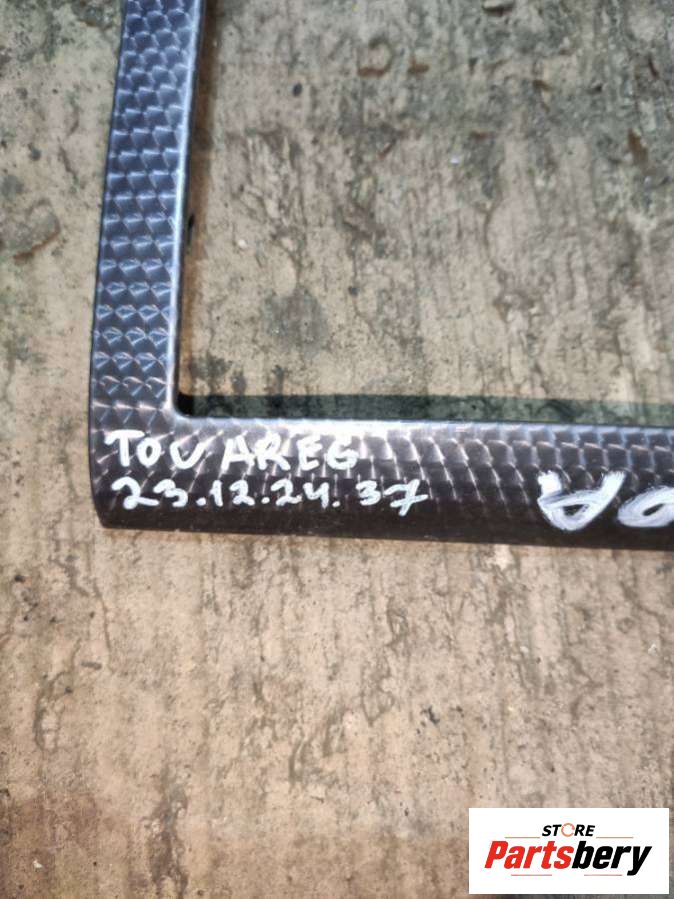 TOUAREG
23.12.24.37
STORE
Partsbery